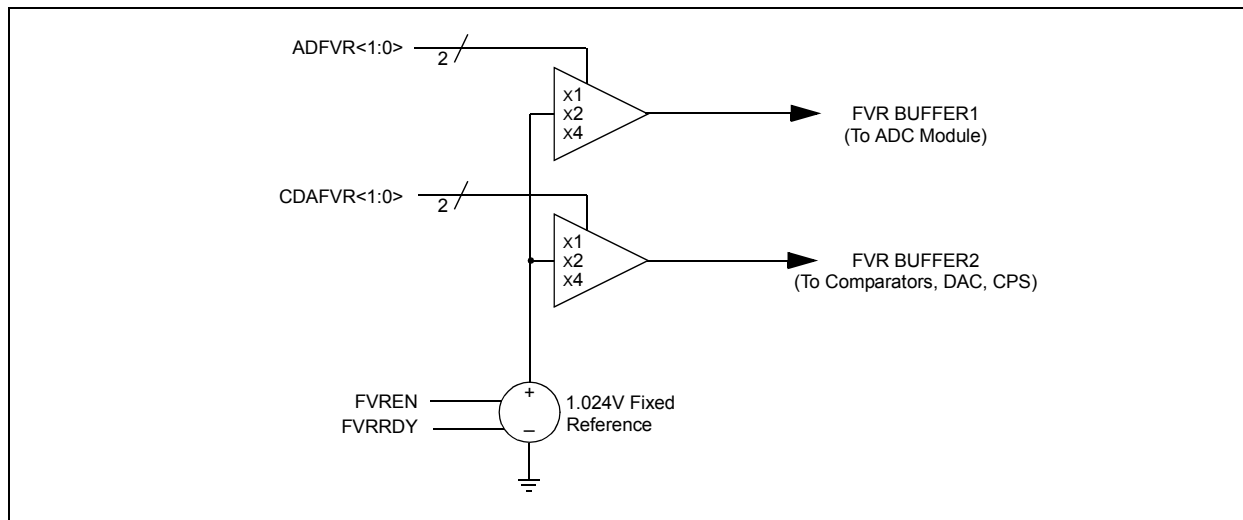 ADFVR<1:0>
2
X1
X2
X4
FVR BUFFER1
(To ADC Module)
CDAFVR<1:0>
2
X1
X2
X4
FVR BUFFER2
(To Comparators, DAC, CPS)
FVREN
FVRRDY
+
–
1.024V Fixed
Reference